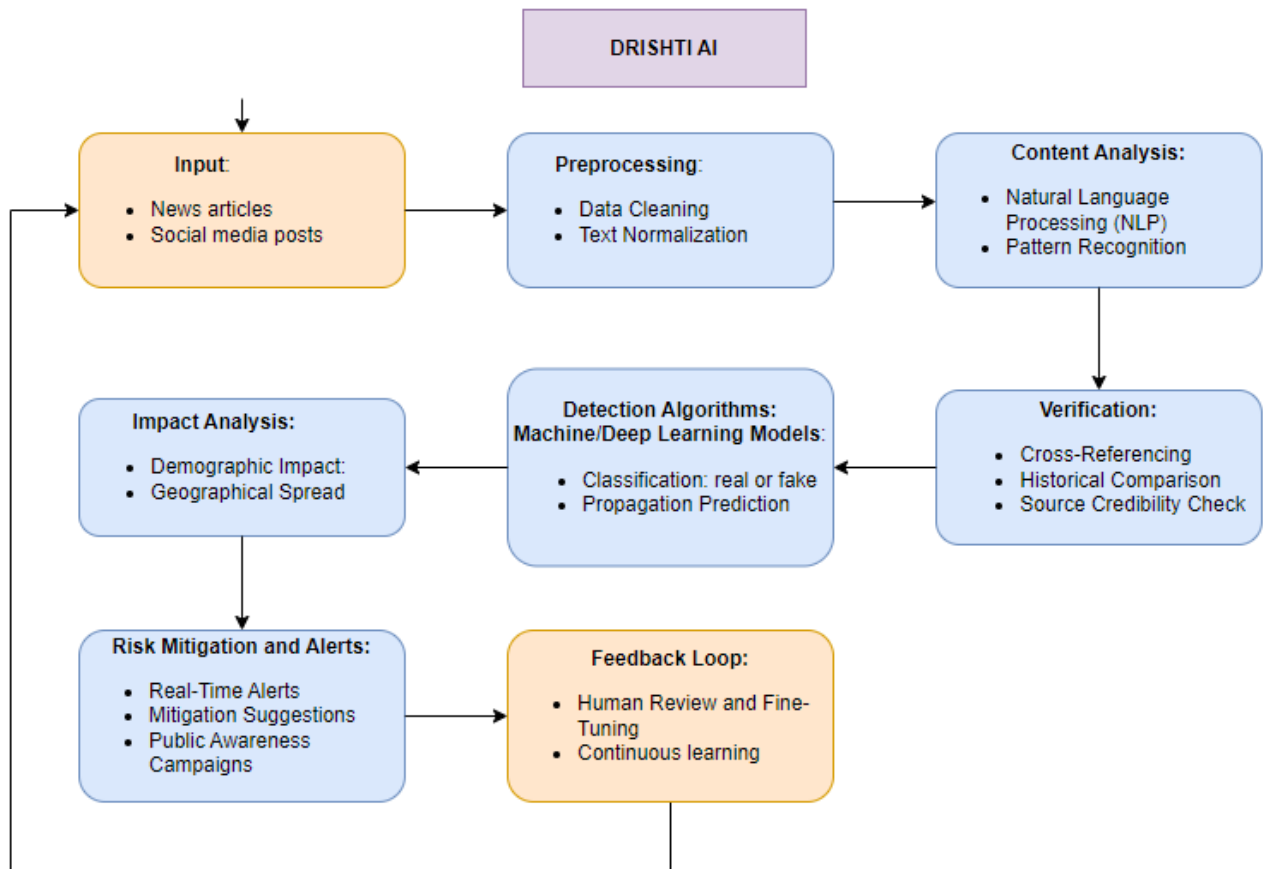 DRISHTI AI
Input:
• News articles
• Social media posts
Preprocessing:
• Data Cleaning
• Text Normalization
Content Analysis:
• Natural Language
Processing (NLP)
• Pattern Recognition
Verification:
• Cross-Referencing
• Historical Comparison
• Source Credibility Check
Detection Algorithms:
Machine/Deep Learning Models:
• Classification: real or fake
• Propagation Prediction
Impact Analysis:
• Demographic Impact:
• Geographical Spread
Risk Mitigation and Alerts:
• Real-Time Alerts
• Mitigation Suggestions
• Public Awareness
Campaigns
Feedback Loop:
• Human Review and Fine-
Tuning
• Continuous learning